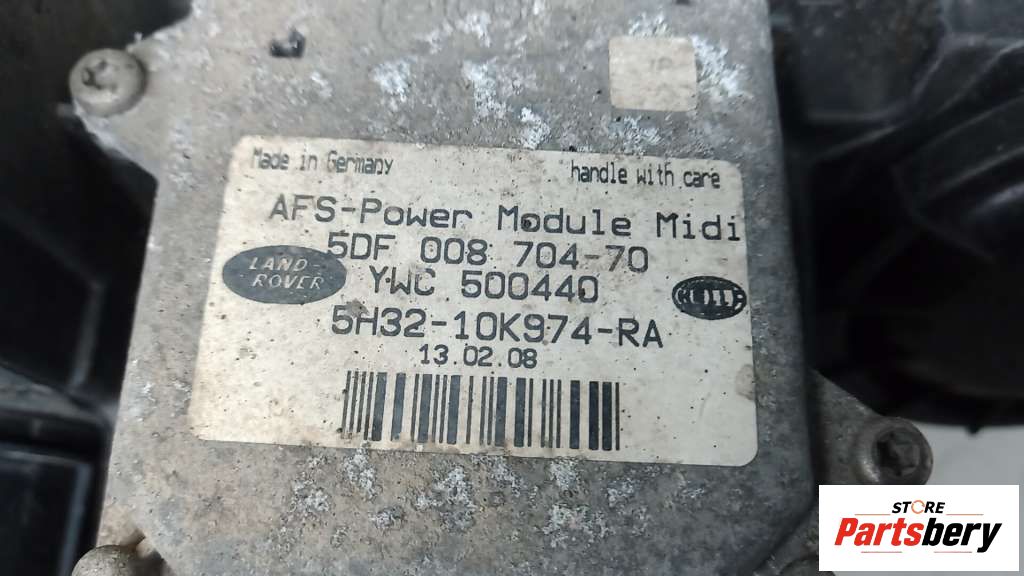 Made in Germany handle with care
AFS-Power Module Midi
5DF 008 704-70
LAND
ROVER
YWC 500440
HELLA
5H32-10K974-RA
13.02.08
STORE
Partsbery